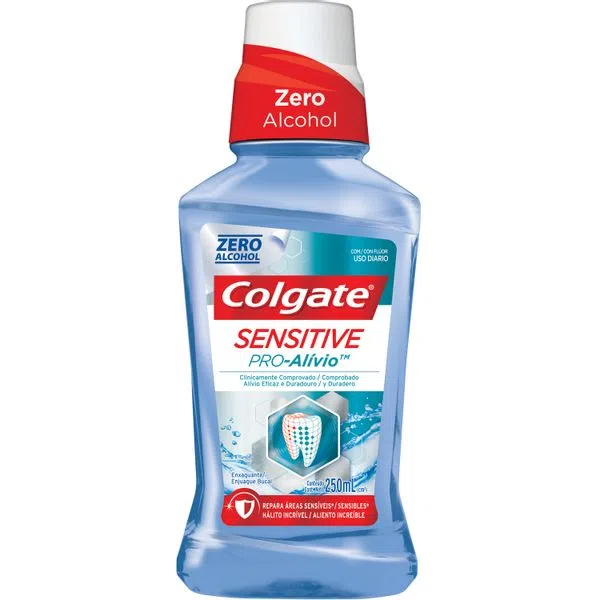 Zero
Alcohol
ZERO
ALCOHOL
COM/CON FLÚOR
USO DIARIO
Colgate®
SENSITIVE
PRO-Alívio™
Clinicamente Comprovado / Comprobado
Alívio Eficaz e Duradouro / y Duradero
Enxaguante/
Enjuague Bucal
Conteúdo
250mL
REPARA ÁREAS SENSÍVEIS*/ SENSIBLES*
HÁLITO INCRÍVEL / ALIENTO INCREÍBLE